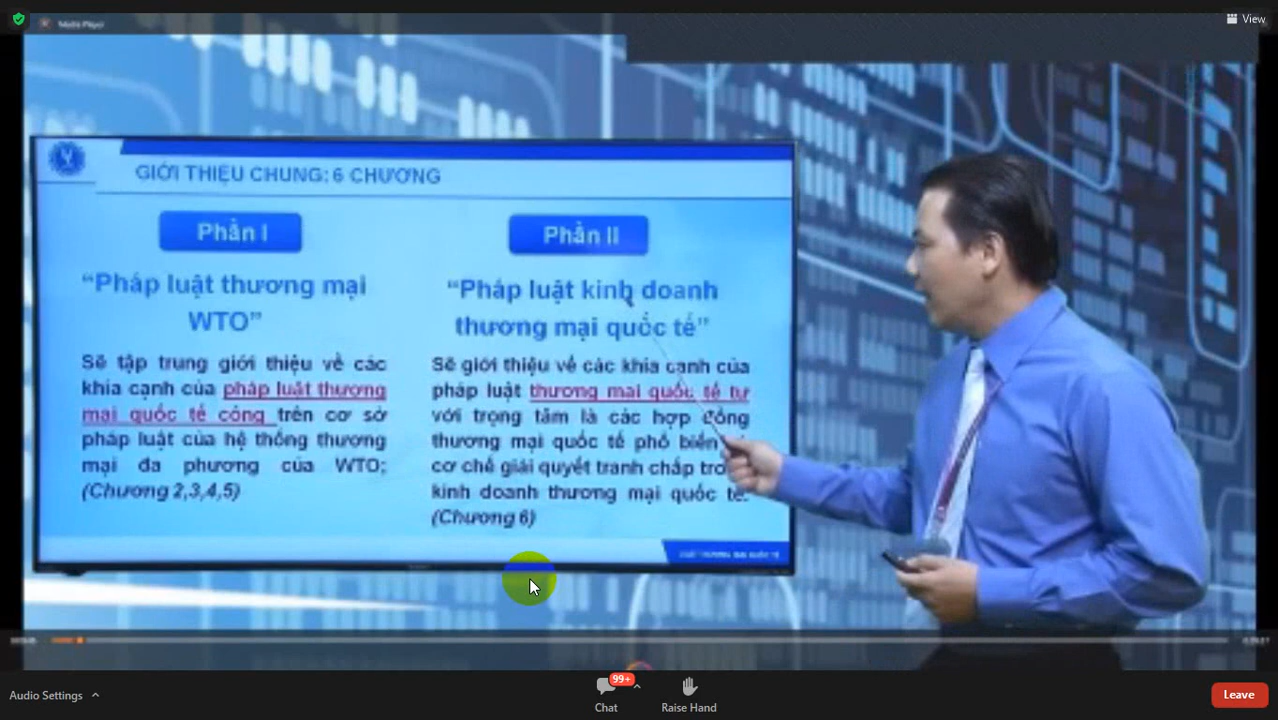 Media Player
View
GIỚI THIỆU CHUNG: 6 CHƯƠNG
Phần I
“Pháp luật thương mại
WTO”
Sẽ tập trung giới thiệu về các
khía cạnh của pháp luật thương
mại quốc tế công trên cơ sở
pháp luật của hệ thống thương
mại đa phương của WTO;
(Chương 2,3,4,5)
Phần II
“Pháp luật kinh doanh
thương mại quốc tế”
Sẽ giới thiệu về các khía cạnh của
pháp luật thương mại quốc tế tư
với trọng tâm là các hợp đồng
thương mại quốc tế phổ biến
cơ chế giải quyết tranh chấp
kinh doanh thương mại quốc tế.
(Chương 6)
Audio Settings
99+
Chat
Raise Hand
Leave